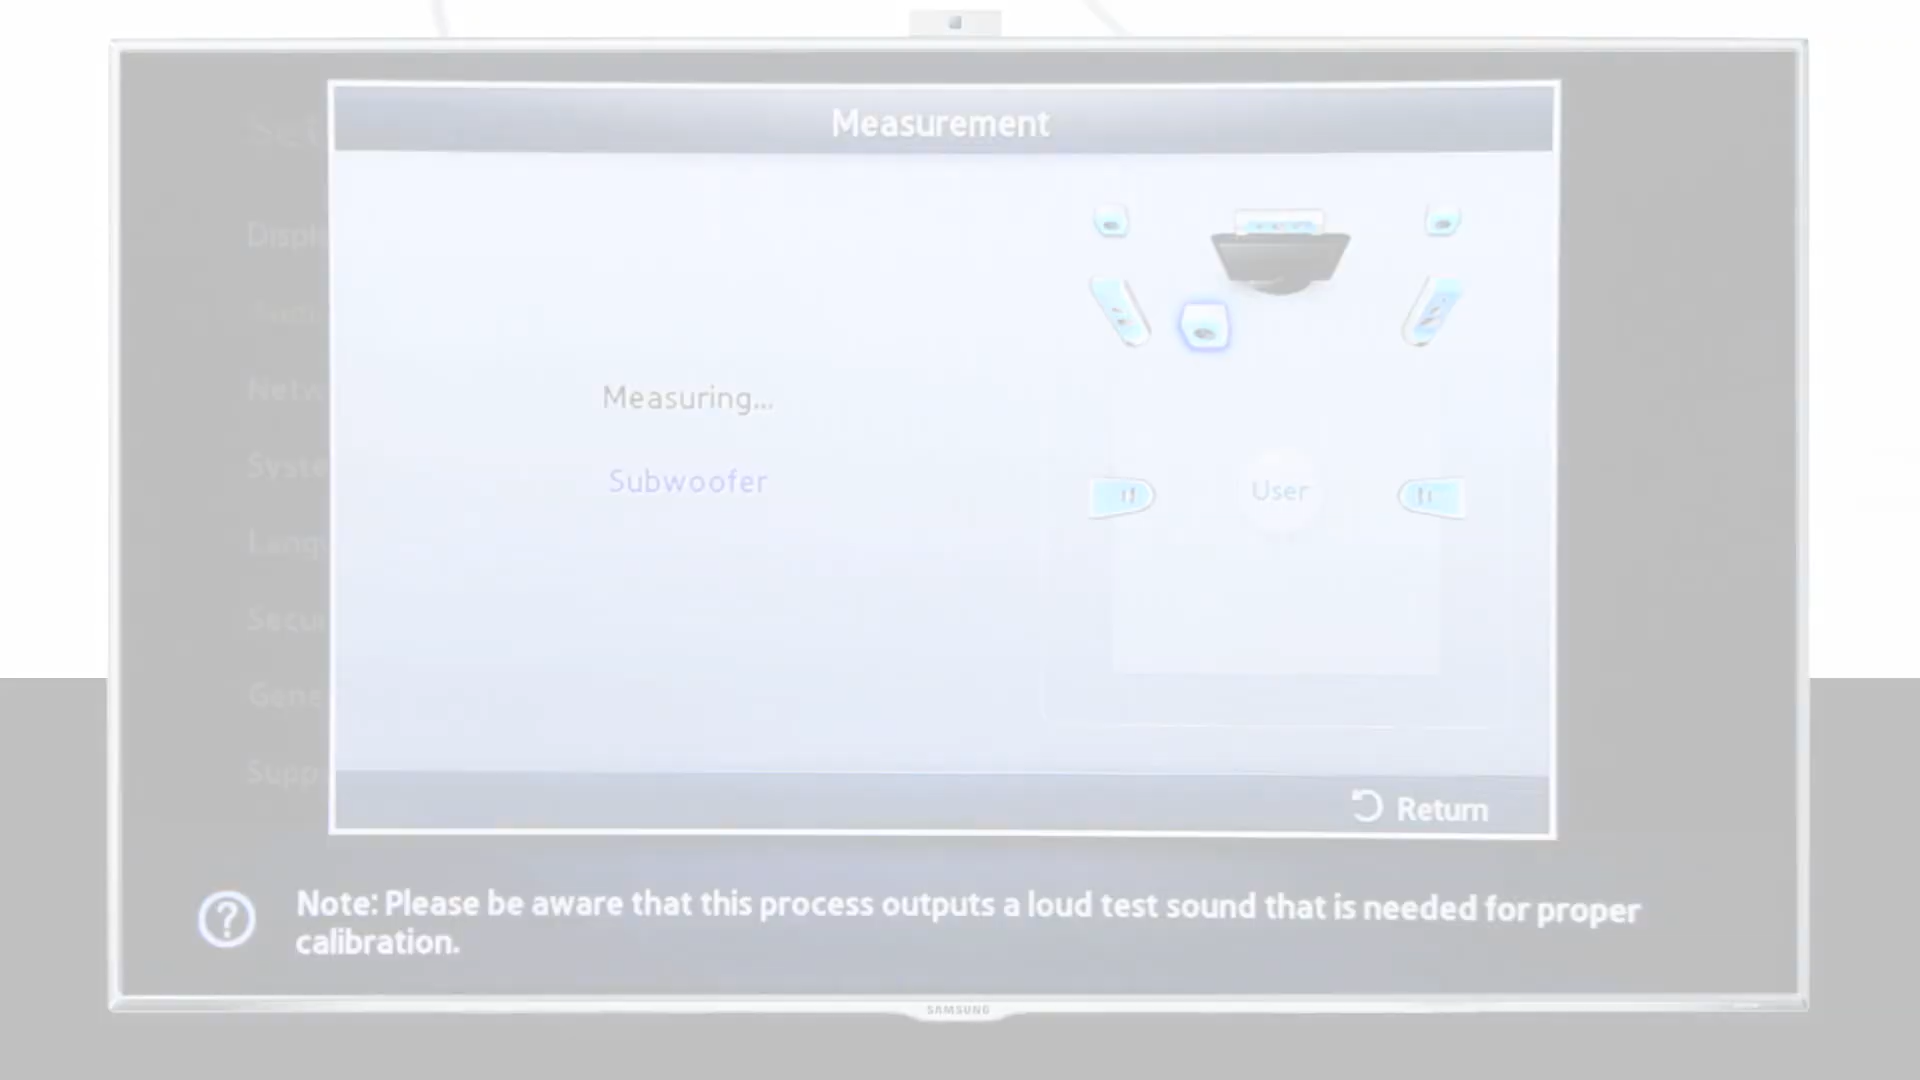 Measurement
Measuring...
Subwoofer
User
Return
Note: Please be aware that this process outputs a loud test sound that is needed for proper
calibration.
SAMSUNG